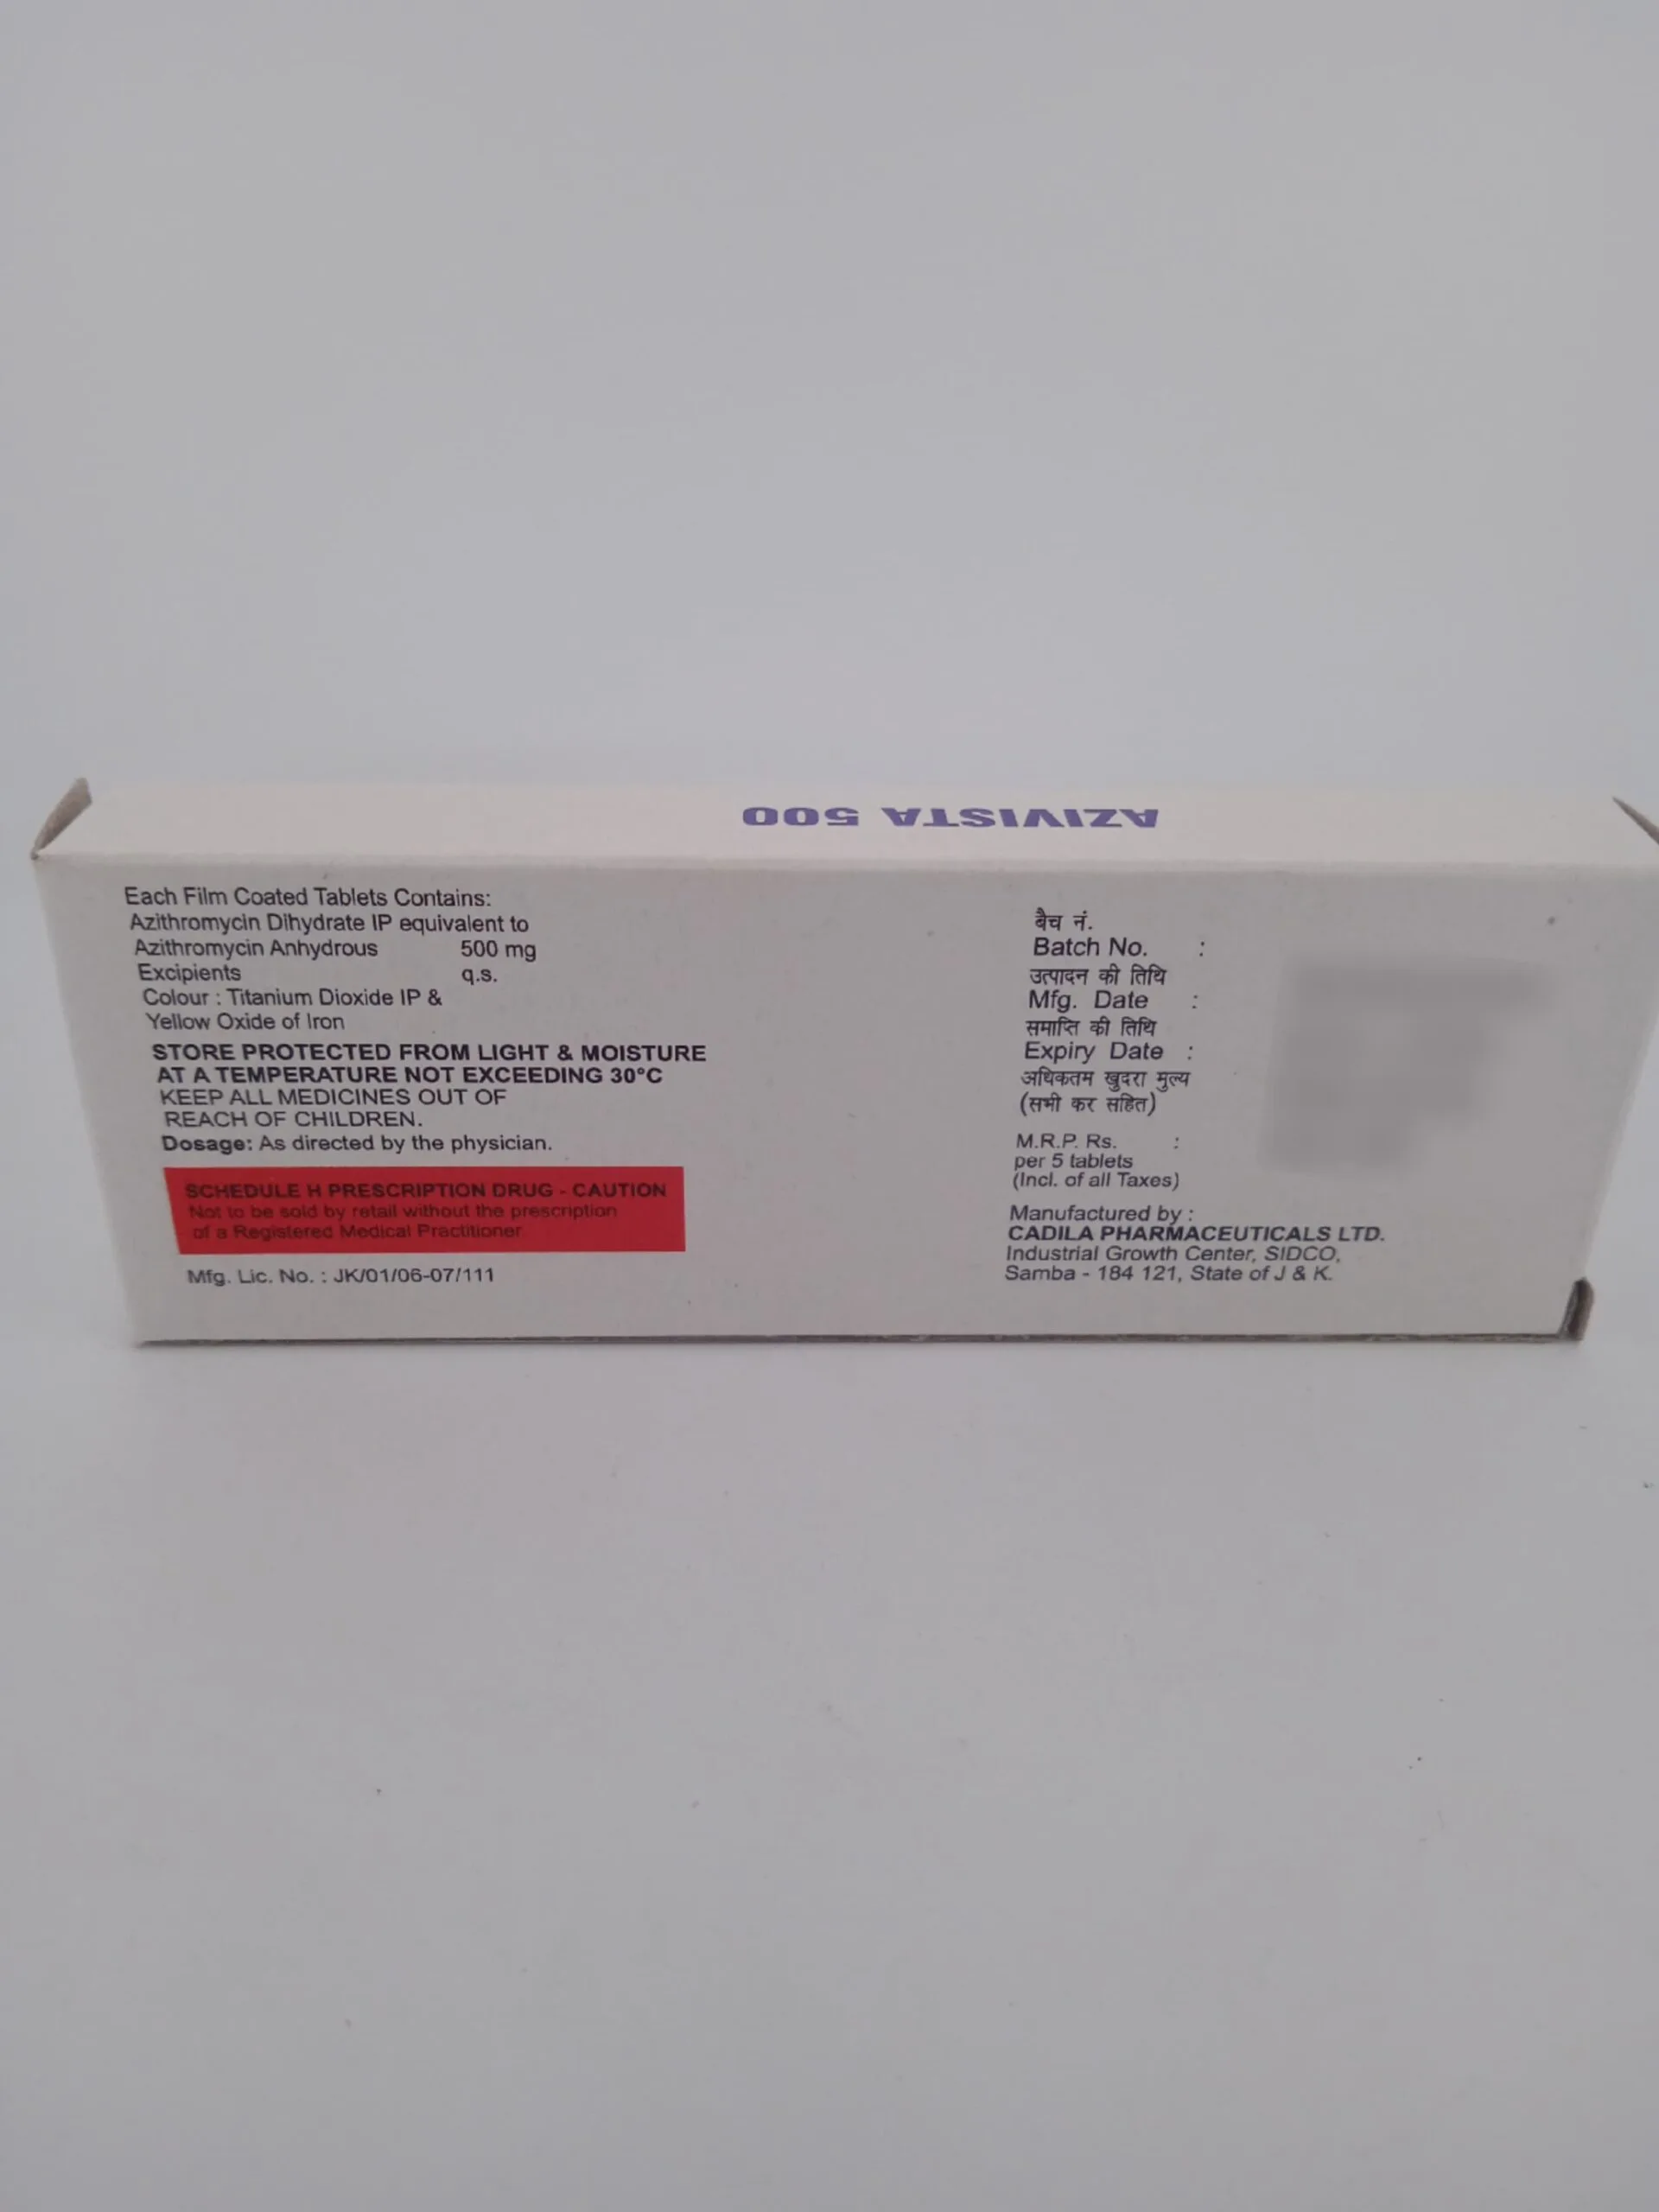 AZIVISTA 500
Each Film Coated Tablets Contains:
Azithromycin Dihydrate IP equivalent to
Azithromycin Anhydrous 500 mg
Excipients q.s.
Colour : Titanium Dioxide IP &
Yellow Oxide of Iron
STORE PROTECTED FROM LIGHT & MOISTURE
AT A TEMPERATURE NOT EXCEEDING 30°C
KEEP ALL MEDICINES OUT OF
REACH OF CHILDREN.
Dosage: As directed by the physician.
SCHEDULE H PRESCRIPTION DRUG - CAUTION
Not to be sold by retail without the prescription
of a Registered Medical Practitioner.
Mfg. Lic. No. : JK/01/06-07/111
बैच नं.
Batch No. :
उत्पादन की तिथि
Mfg. Date :
समाप्ति की तिथि
Expiry Date :
अधिकतम खुदरा मुल्य
(सभी कर सहित)
M.R.P. Rs. :
per 5 tablets
(Incl. of all Taxes)
Manufactured by :
CADILA PHARMACEUTICALS LTD.
Industrial Growth Center, SIDCO,
Samba - 184 121, State of J & K.